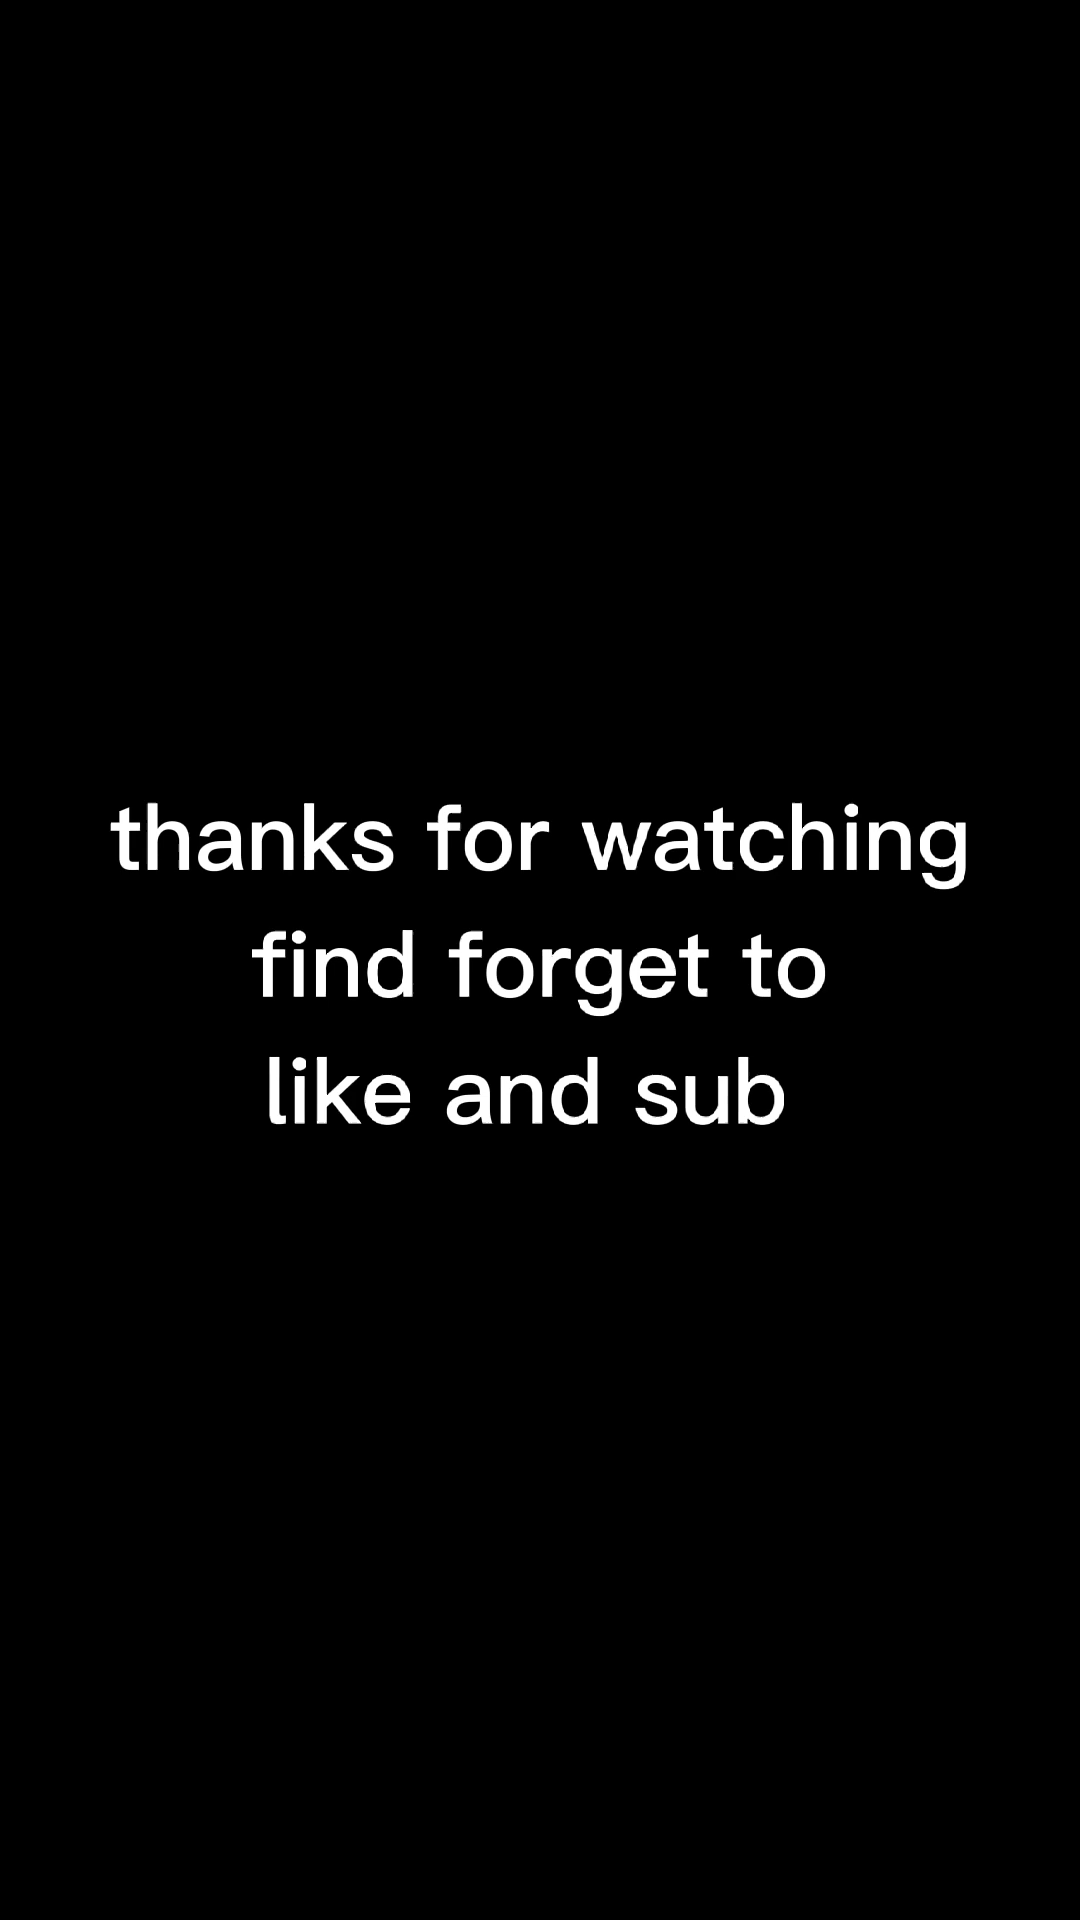 thanks for watching
find forget to
like and sub